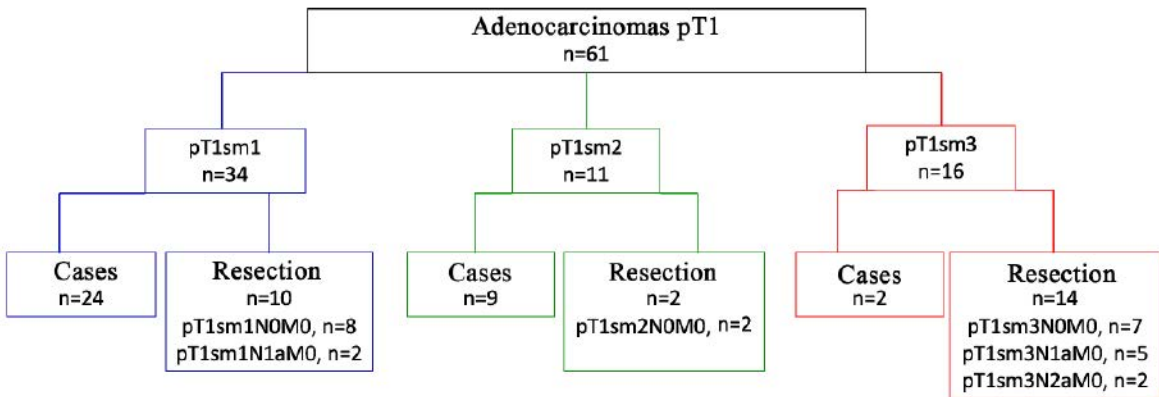 Adenocarcinomas pT1
n=61
pT1sm1
n=34
pT1sm2
n=11
pT1sm3
n=16
Cases
n=24
Resection
n=10
pT1sm1N0M0, n=8
pT1sm1N1aM0, n=2
Cases
n=9
Resection
n=2
pT1sm2N0M0, n=2
Cases
n=2
Resection
n=14
pT1sm3N0M0, n=7
pT1sm3N1aM0, n=5
pT1sm3N2aM0, n=2